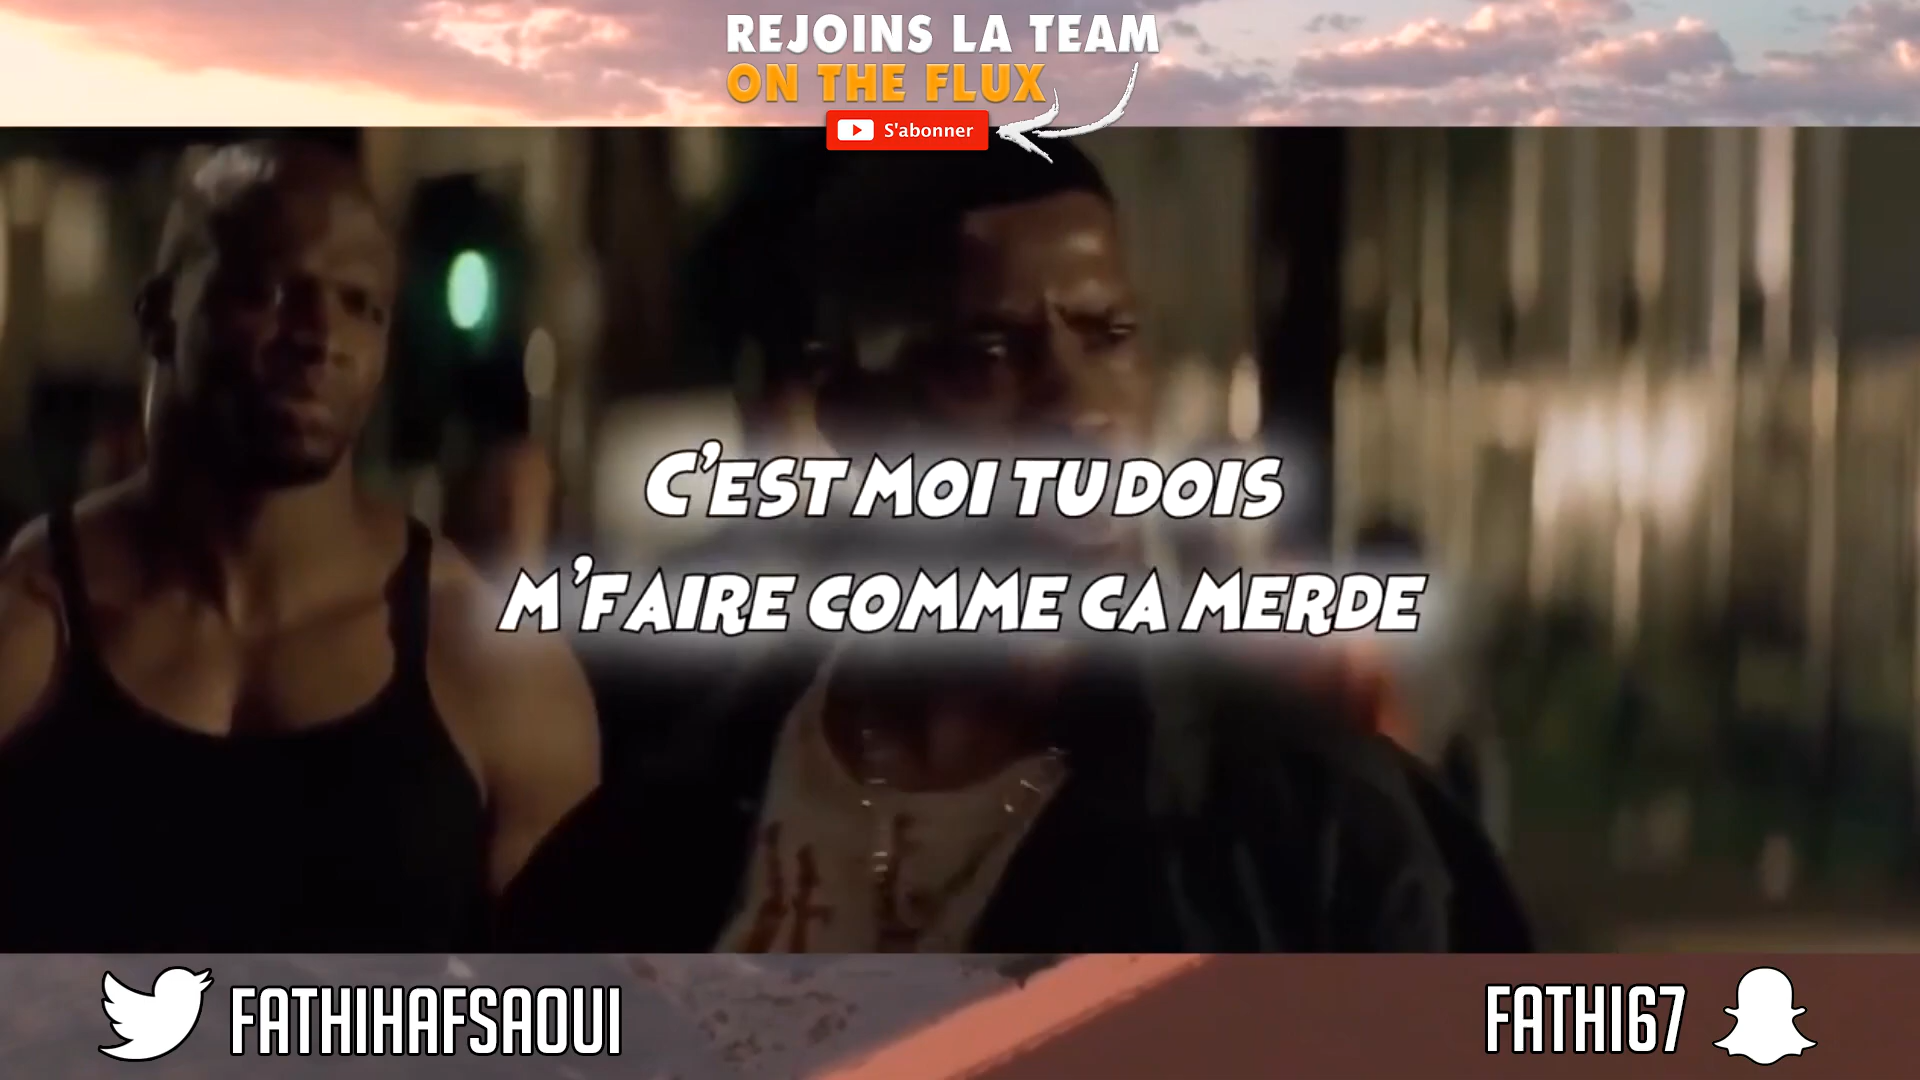 REJOINS LA TEAM
ON THE FLUX
S'abonner
C'EST MOI TU DOIS
M'FAIRE COMME CA MERDE
FATHIHAFSAOUI
FATHI67